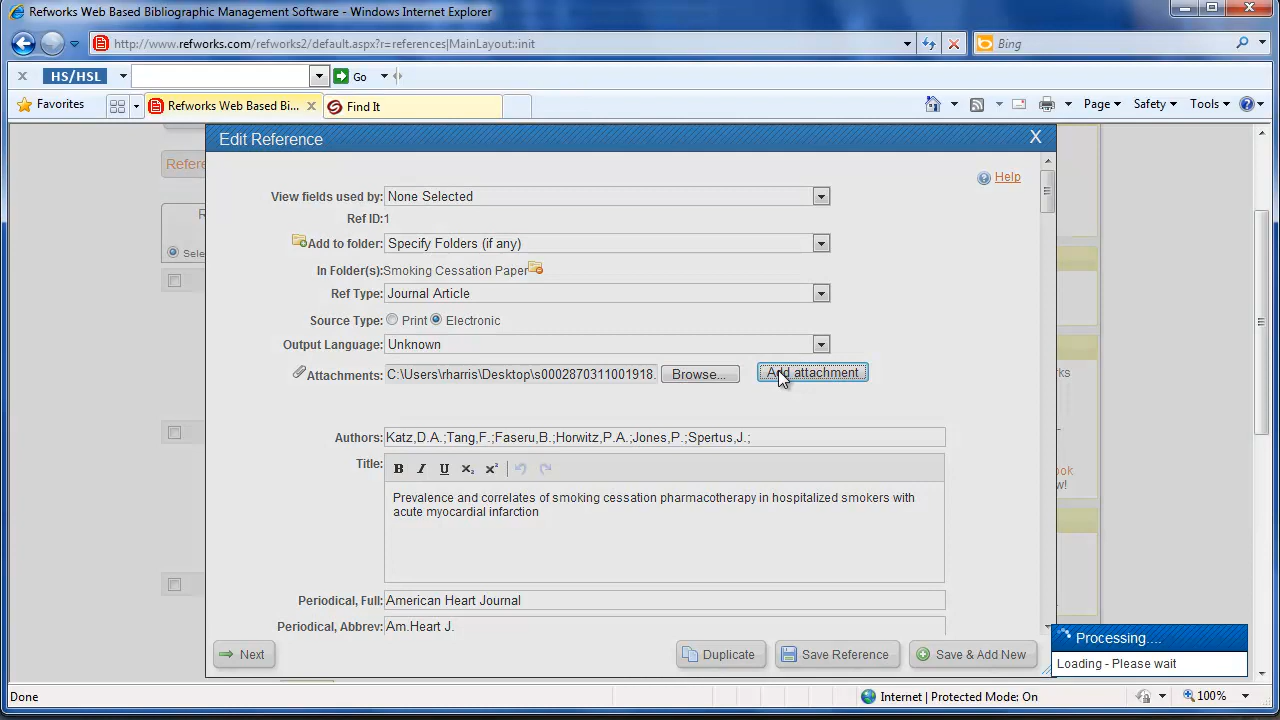 Refworks Web Based Bibliographic Management Software - Windows Internet Explorer
http://www.refworks.com/refworks2/default.aspx?r=references|MainLayout::init
Bing
x HS/HSL Go
Favorites Refworks Web Based Bi... x Find It Page Safety Tools
Edit Reference X
Help
View fields used by: None Selected
Ref ID: 1
Add to folder: Specify Folders (if any)
In Folder(s): Smoking Cessation Paper
Ref Type: Journal Article
Source Type: Print Electronic
Output Language: Unknown
Attachments: C:\Users\rharris\Desktop\s0002870311001918. Browse... Add attachment
Authors: Katz,D.A.;Tang,F.;Faseru,B.;Horwitz,P.A.;Jones,P.;Spertus,J.;
Title: B I U X₂ X²
Prevalence and correlates of smoking cessation pharmacotherapy in hospitalized smokers with
acute myocardial infarction
Periodical, Full: American Heart Journal
Periodical, Abbrev: Am.Heart J.
Next Duplicate Save Reference Save & Add New
Processing....
Loading - Please wait
Done Internet | Protected Mode: On 100%